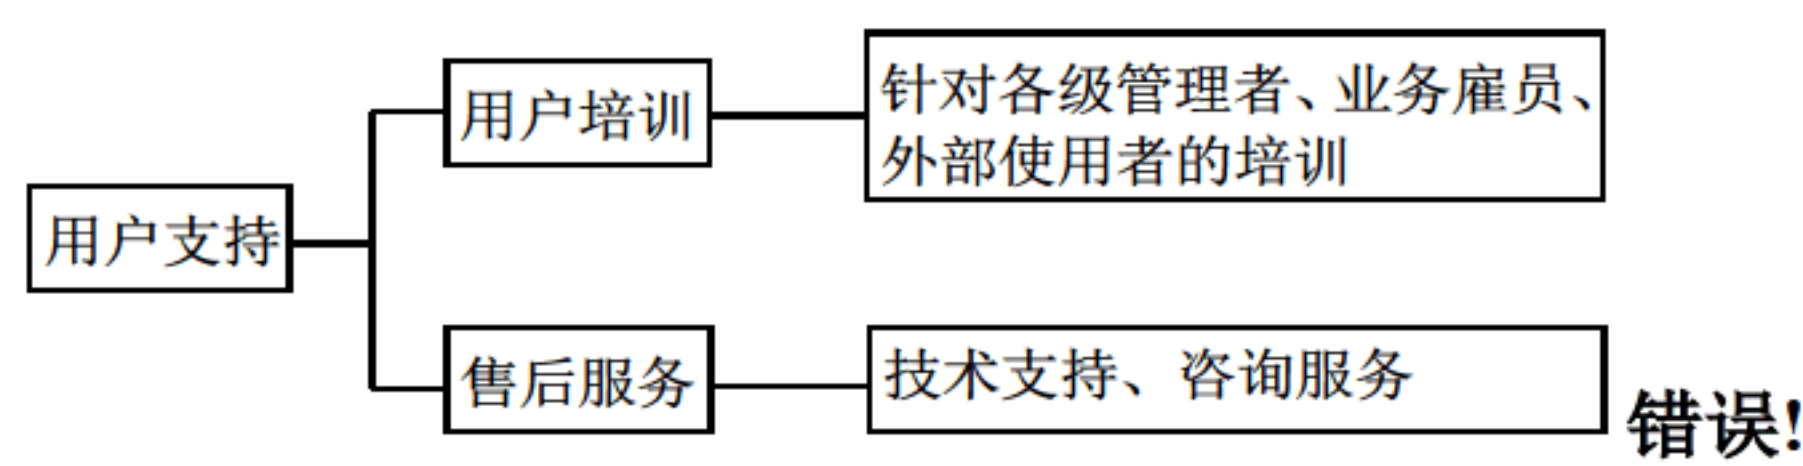 用户支持
用户培训
针对各级管理者、业务雇员、
外部使用者的培训
售后服务
技术支持、咨询服务
错误!